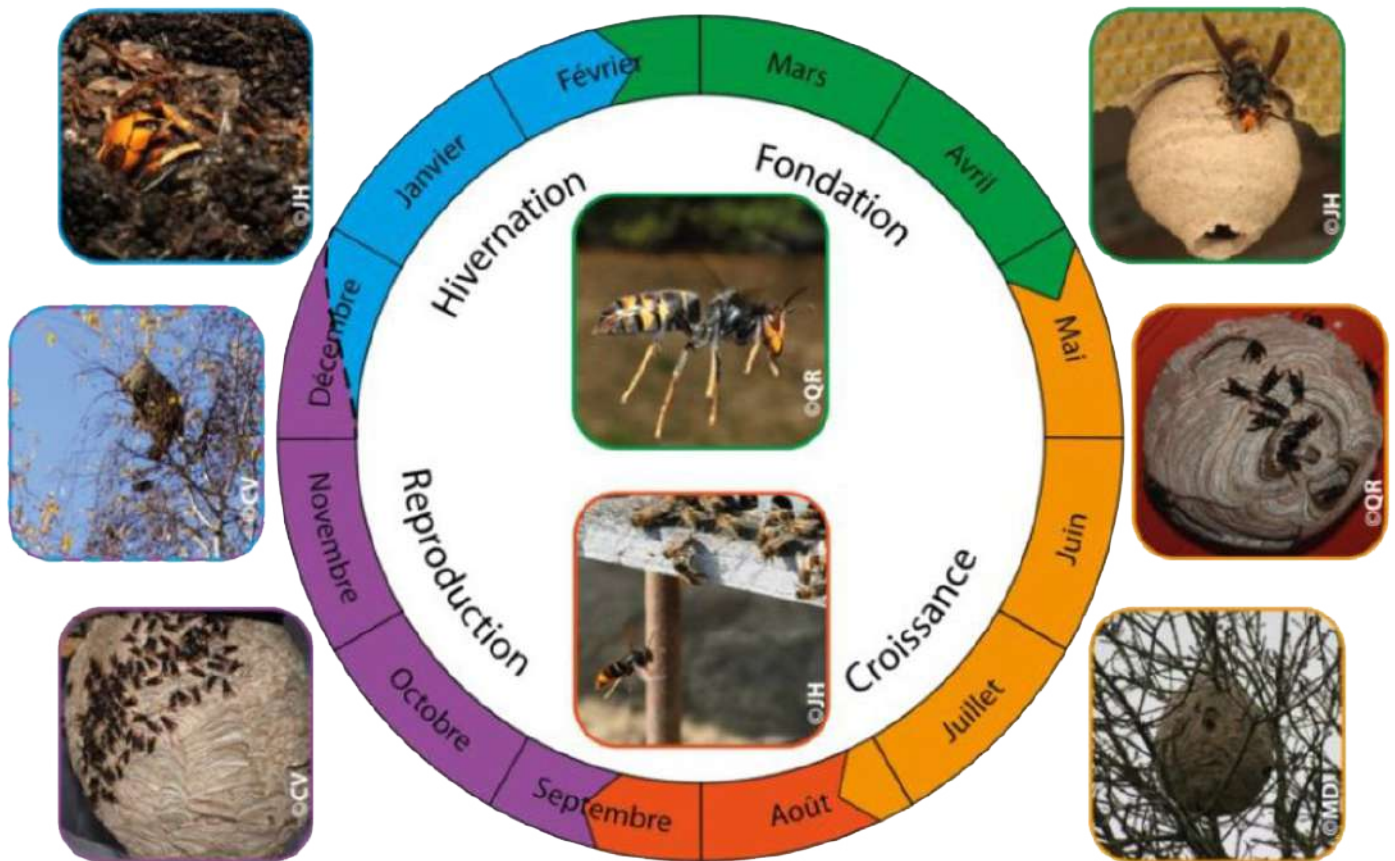 Février
Mars
Avril
Mai
Juin
Juillet
Août
Septembre
Octobre
Novembre
Décembre
Janvier
Hivernation
Fondation
Reproduction
Croissance
©JH
©CV
©CV
©QR
©JH
©JH
©QR
©MDI